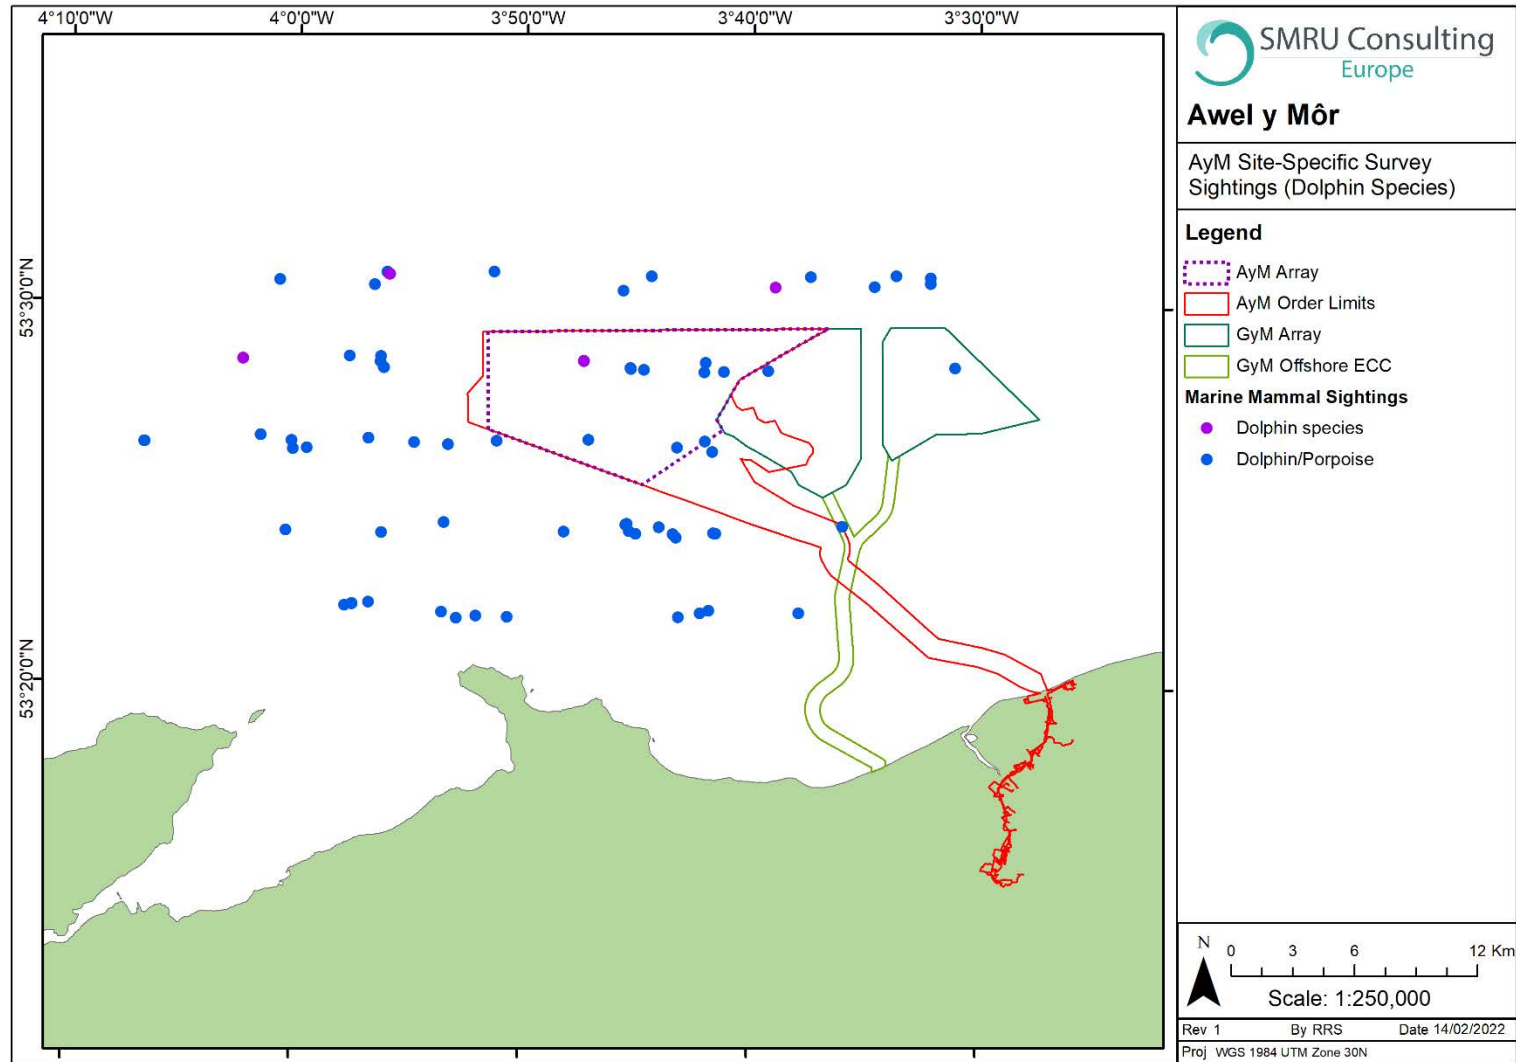 4°10'0"W 4°0'0"W 3°50'0"W 3°40'0"W 3°30'0"W
53°30'0"N
53°20'0"N
SMRU Consulting
Europe
Awel y Môr
AyM Site-Specific Survey
Sightings (Dolphin Species)
Legend
AyM Array
AyM Order Limits
GyM Array
GyM Offshore ECC
Marine Mammal Sightings
Dolphin species
Dolphin/Porpoise
N
0 3 6 12 Km
Scale: 1:250,000
Rev 1 By RRS Date 14/02/2022
Proj WGS 1984 UTM Zone 30N